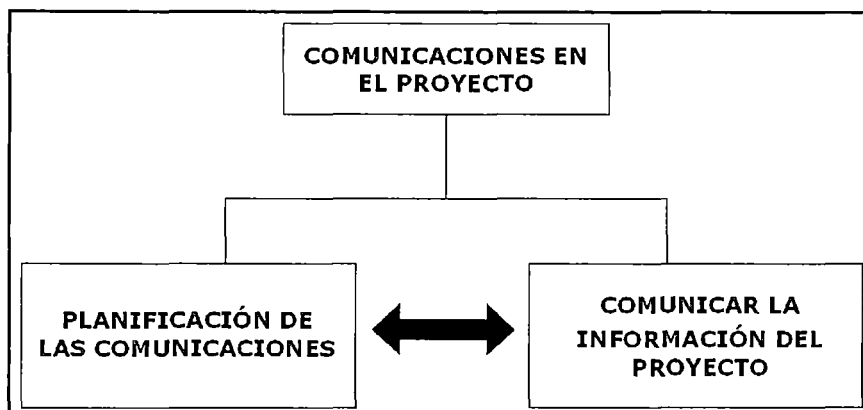 COMUNICACIONES EN
EL PROYECTO
PLANIFICACIÓN DE
LAS COMUNICACIONES
COMUNICAR LA
INFORMACIÓN DEL
PROYECTO